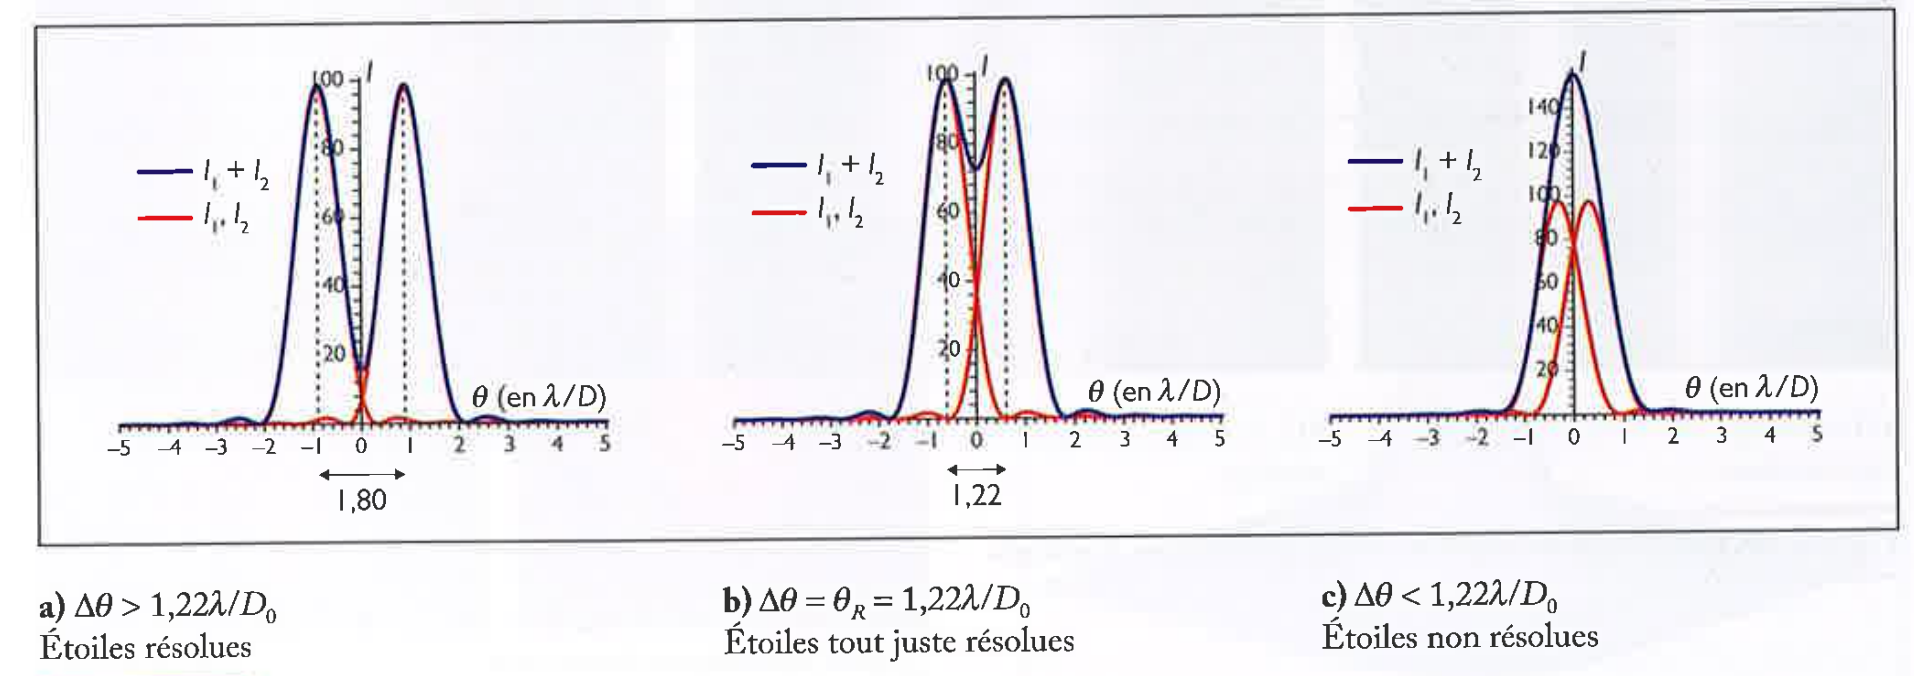 I
100
80
60
40
20
I₁ + I₂
I₁, I₂
θ (en λ/D)
–5 –4 –3 –2 –1 0 1 2 3 4 5
1,80
I
100
80
60
40
20
I₁ + I₂
I₁, I₂
θ (en λ/D)
–5 –4 –3 –2 –1 0 1 2 3 4 5
1,22
I
140
120
100
80
60
40
20
I₁ + I₂
I₁, I₂
θ (en λ/D)
–5 –4 –3 –2 –1 0 1 2 3 4 5
a) Δθ > 1,22λ/D₀
Étoiles résolues
b) Δθ = θ_R = 1,22λ/D₀
Étoiles tout juste résolues
c) Δθ < 1,22λ/D₀
Étoiles non résolues